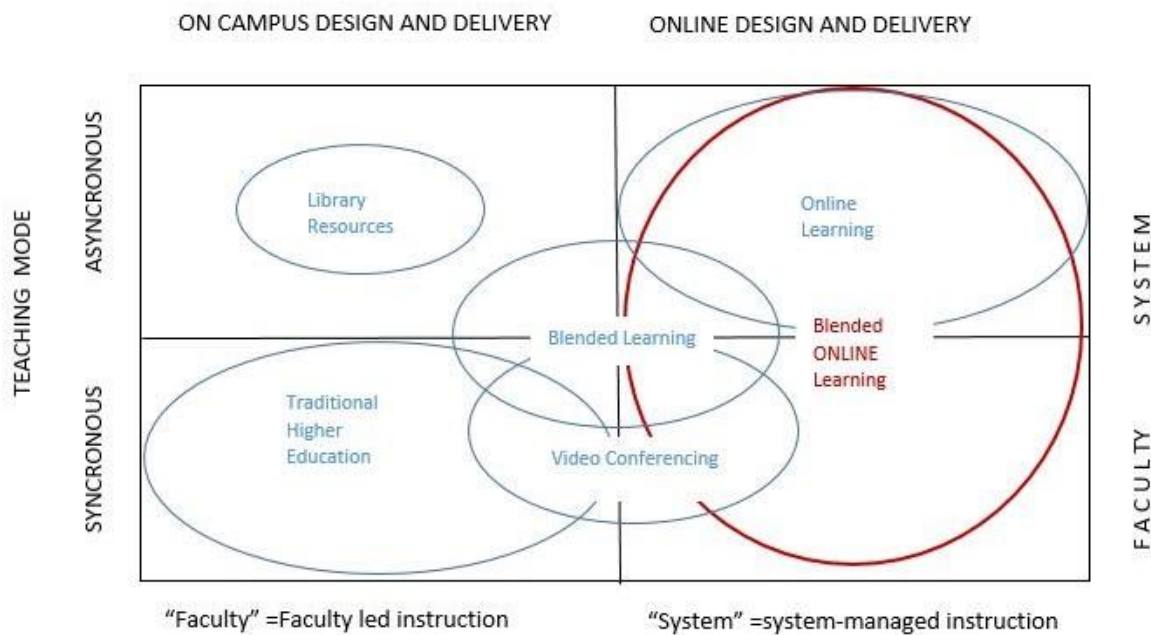 ON CAMPUS DESIGN AND DELIVERY
ONLINE DESIGN AND DELIVERY
TEACHING MODE
ASYNCRONOUS
SYNCRONOUS
Library
Resources
Online
Learning
Blended Learning
Blended
ONLINE
Learning
Traditional
Higher
Education
Video Conferencing
SYSTEM
FACULTY
“Faculty” =Faculty led instruction
“System” =system-managed instruction